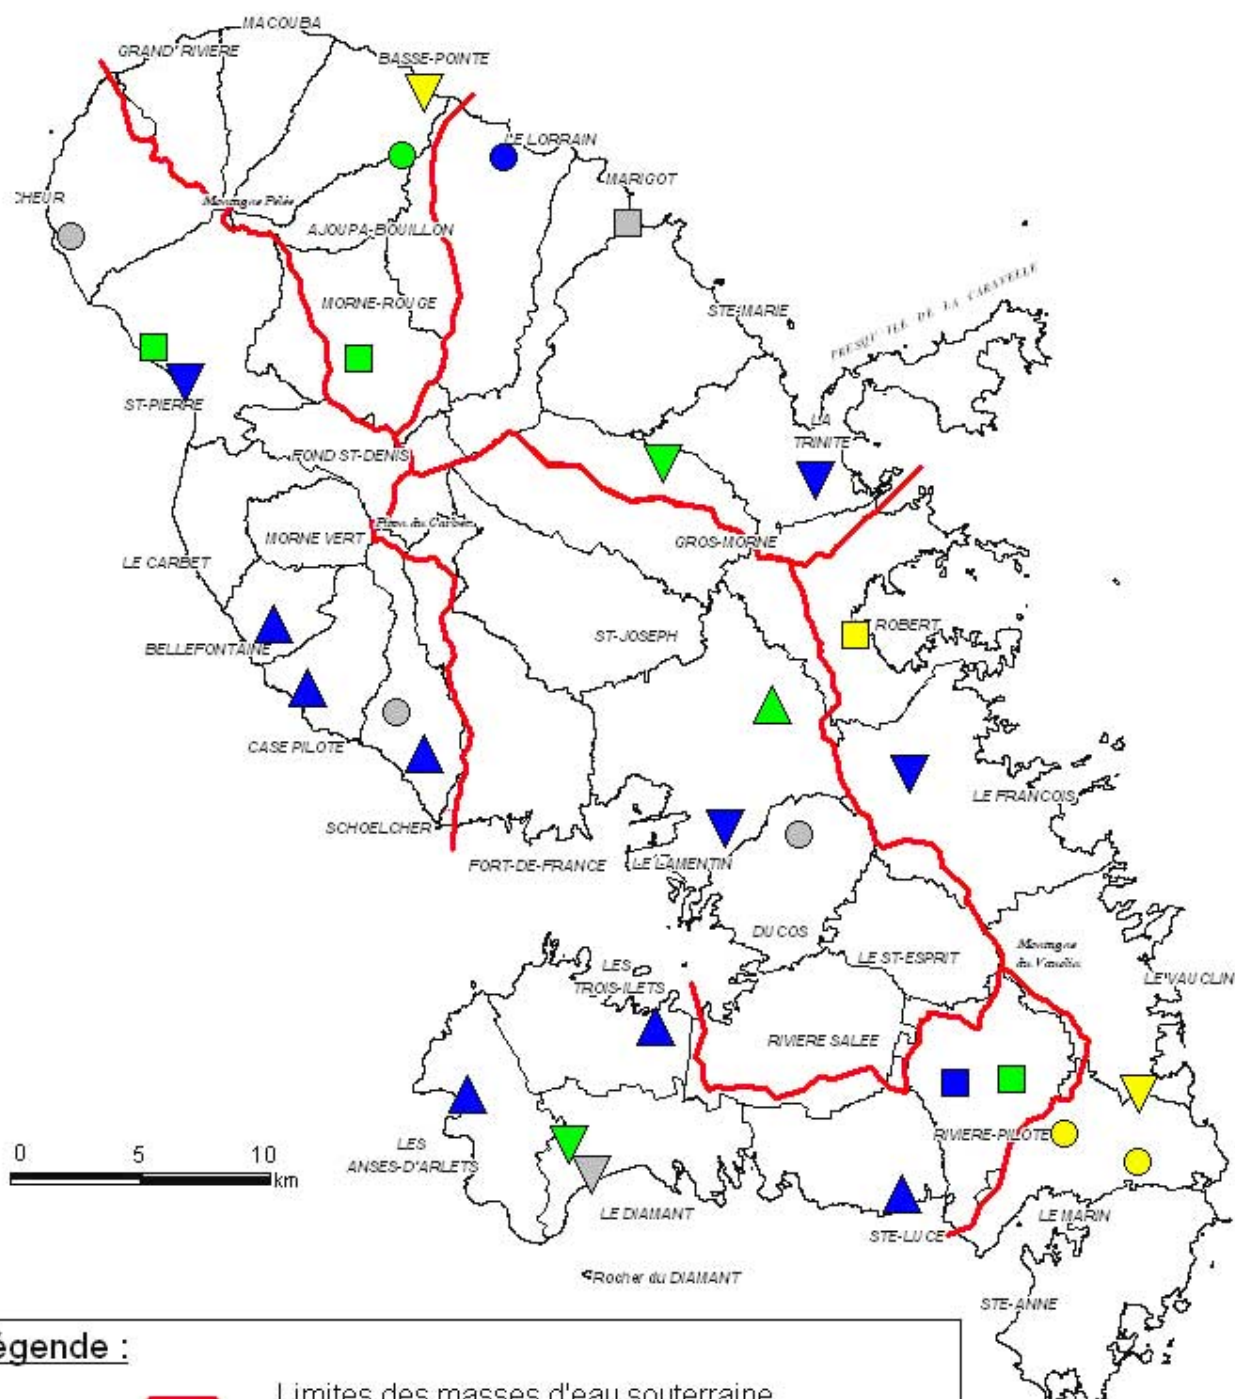 MACOUBA
GRAND' RIVIERE
BASSE-POINTE
LE LORRAIN
MARIGOT
CHEUR
Montagne Pelée
AJOUPA-BOUILLON
PRESQU'ILE DE LA CARAVELLE
MORNE-ROUGE
STE-MARIE
ST-PIERRE
LA
TRINITE
FOND ST-DENIS
Piton du Carbet
MORNE VERT
GROS-MORNE
LE CARBET
ROBERT
ST-JOSEPH
BELLEFONTAINE
CASE PILOTE
LE FRANCOIS
SCHOELCHER
FORT-DE-FRANCE
LE LAMENTIN
DUCOS
LE ST-ESPRIT
Montagne
du Vauclin
LES
TROIS-ILETS
LE VAUCLIN
RIVIERE SALEE
RIVIERE-PILOTE
LES
ANSES-D'ARLETS
0 5 10
km
LE DIAMANT
LE MARIN
STE-LUCE
Rocher du DIAMANT
STE-ANNE
égende :
Limites des masses d'eau souterraine